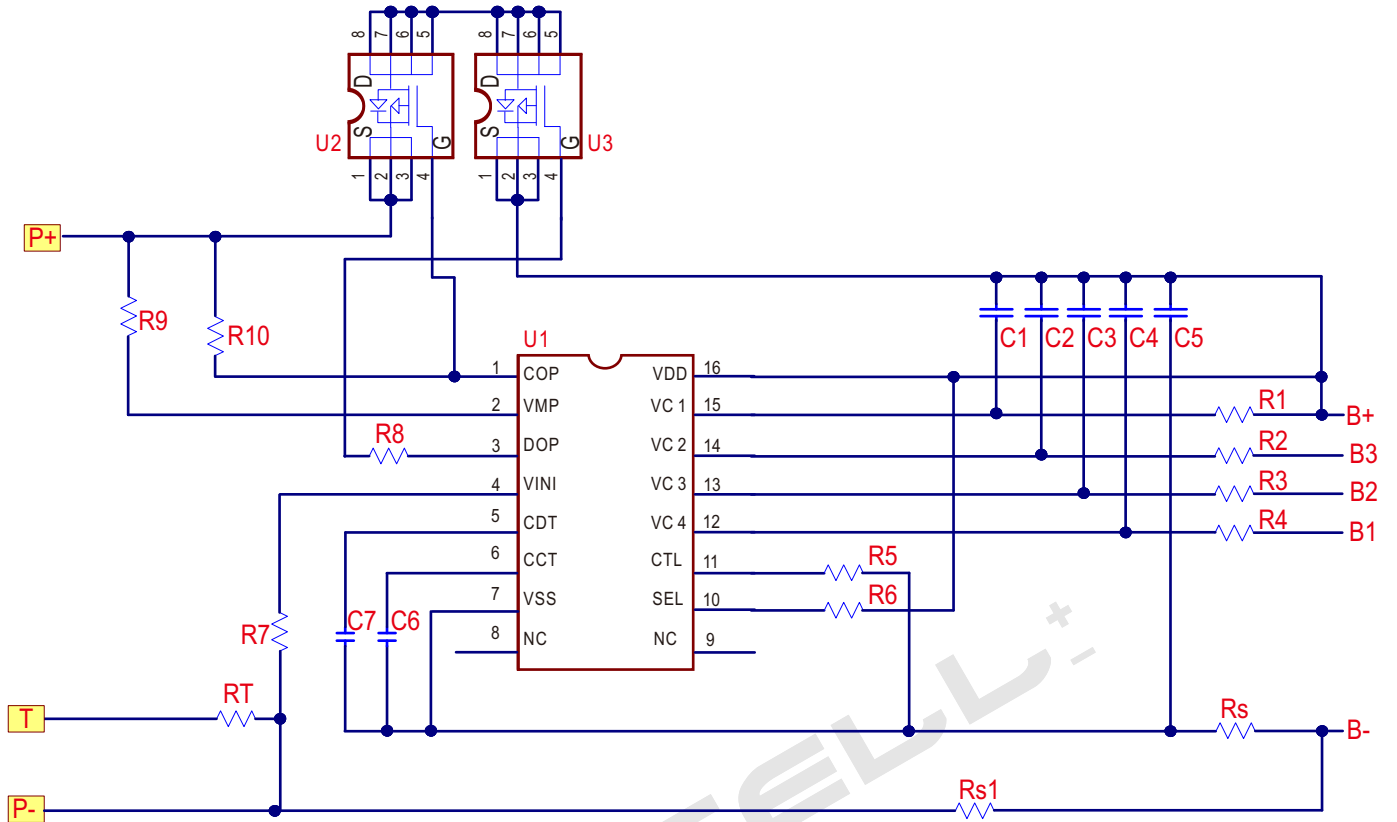 8 7 6 5 8 7 6 5
D D
S G S G
U2 U3
1 2 3 4 1 2 3 4
P+
R9 R10 C1 C2 C3 C4 C5
U1
1 COP VDD 16
2 VMP VC 1 15 R1 B+
R8 3 DOP VC 2 14 R2 B3
4 VINI VC 3 13 R3 B2
5 CDT VC 4 12 R4 B1
6 CCT CTL 11 R5
7 VSS SEL 10 R6
C7 C6
8 NC NC 9
R7
RT
T
Rs
B-
P-
Rs1